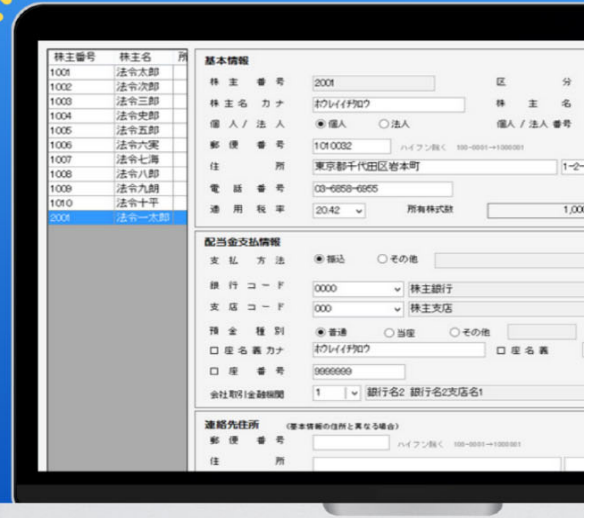 株主番号 株主名 所
1001 法令太郎
1002 法令次郎
1003 法令三郎
1004 法令史郎
1005 法令五郎
1006 法令六実
1007 法令七海
1008 法令八郎
1009 法令九朗
1010 法令十平
2001 法令一太郎
基本情報
株主番号 2001 区分
株主名カナ ホウレイイチタロウ 株主名
個人/法人 個人 法人 個人/法人番号
郵便番号 1010032 ハイフン除く 100-0001→1000001
住所 東京都千代田区岩本町 1-2-
電話番号 03-6858-6955
適用税率 20.42 所有株式数 1,000
配当金支払情報
支払方法 振込 その他
銀行コード 0000 株主銀行
支店コード 000 株主支店
預金種別 普通 当座 その他
口座名義カナ ホウレイイチタロウ 口座名義
口座番号 9999999
会社取引金融機関 1 銀行名2 銀行名2支店名1
連絡先住所 (基本情報の住所と異なる場合)
郵便番号 ハイフン除く 100-0001→1000001
住所